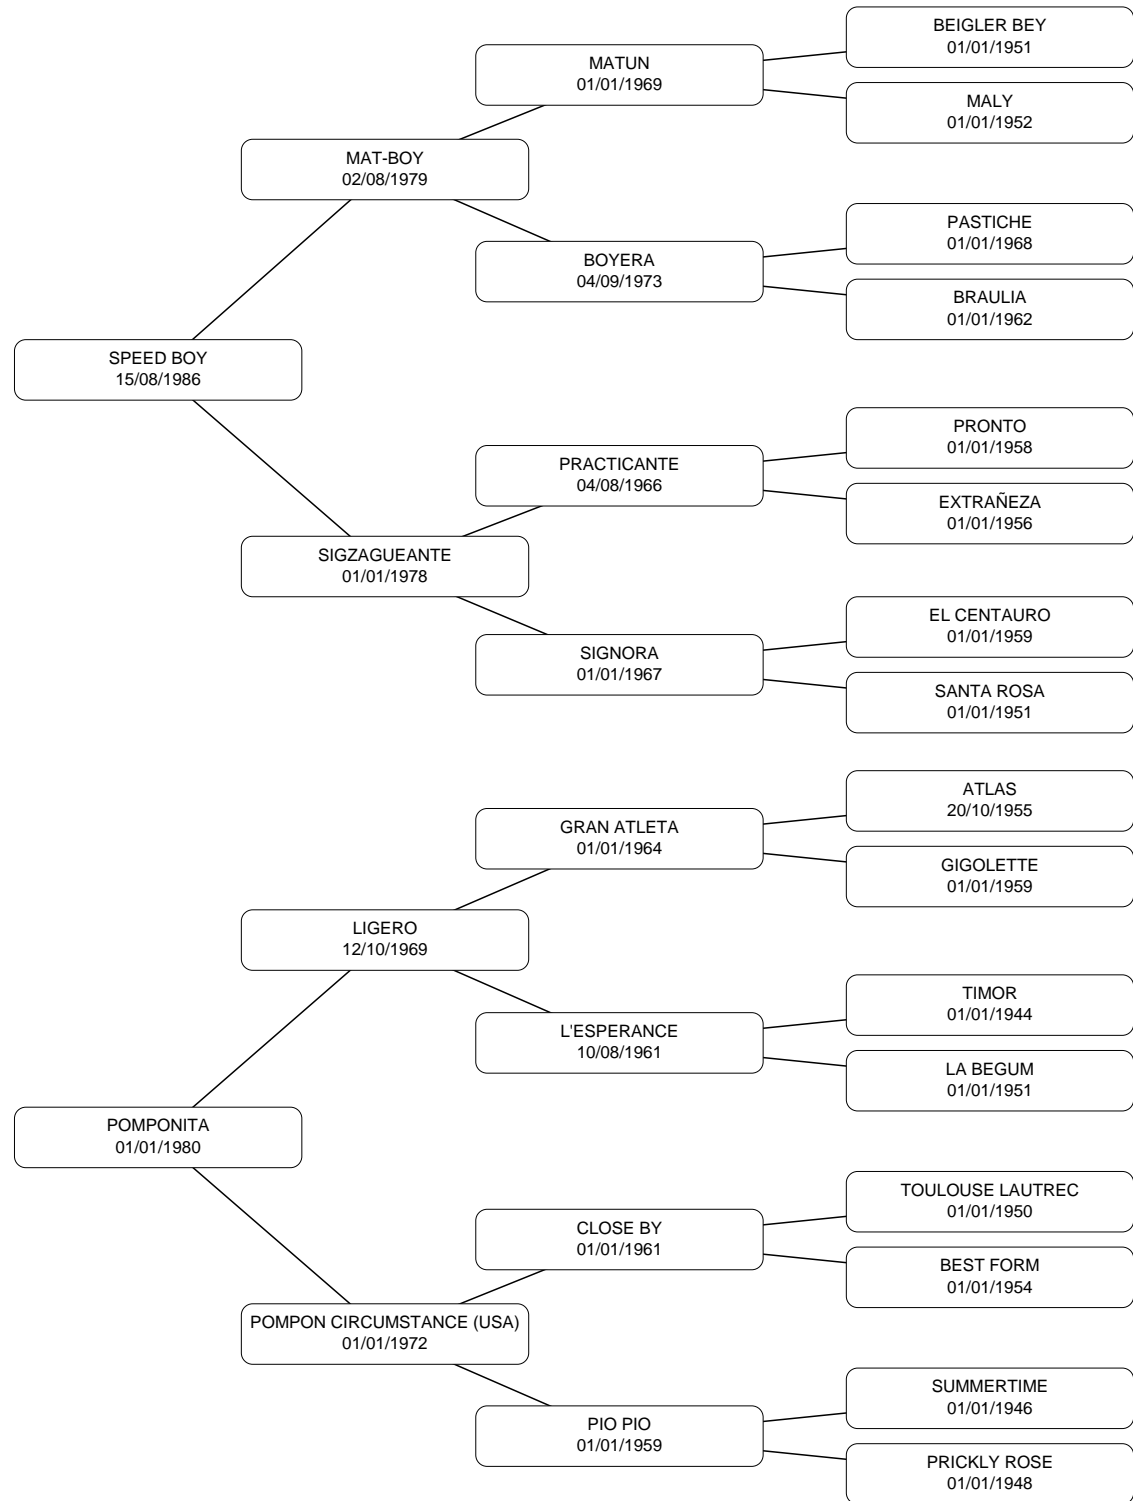 BEIGLER BEY
01/01/1951
MATUN
01/01/1969
MALY
01/01/1952
MAT-BOY
02/08/1979
PASTICHE
01/01/1968
BOYERA
04/09/1973
BRAULIA
01/01/1962
SPEED BOY
15/08/1986
PRONTO
01/01/1958
PRACTICANTE
04/08/1966
EXTRAÑEZA
01/01/1956
SIGZAGUEANTE
01/01/1978
EL CENTAURO
01/01/1959
SIGNORA
01/01/1967
SANTA ROSA
01/01/1951
ATLAS
20/10/1955
GRAN ATLETA
01/01/1964
GIGOLETTE
01/01/1959
LIGERO
12/10/1969
TIMOR
01/01/1944
L'ESPERANCE
10/08/1961
LA BEGUM
01/01/1951
POMPONITA
01/01/1980
TOULOUSE LAUTREC
01/01/1950
CLOSE BY
01/01/1961
BEST FORM
01/01/1954
POMPON CIRCUMSTANCE (USA)
01/01/1972
SUMMERTIME
01/01/1946
PIO PIO
01/01/1959
PRICKLY ROSE
01/01/1948